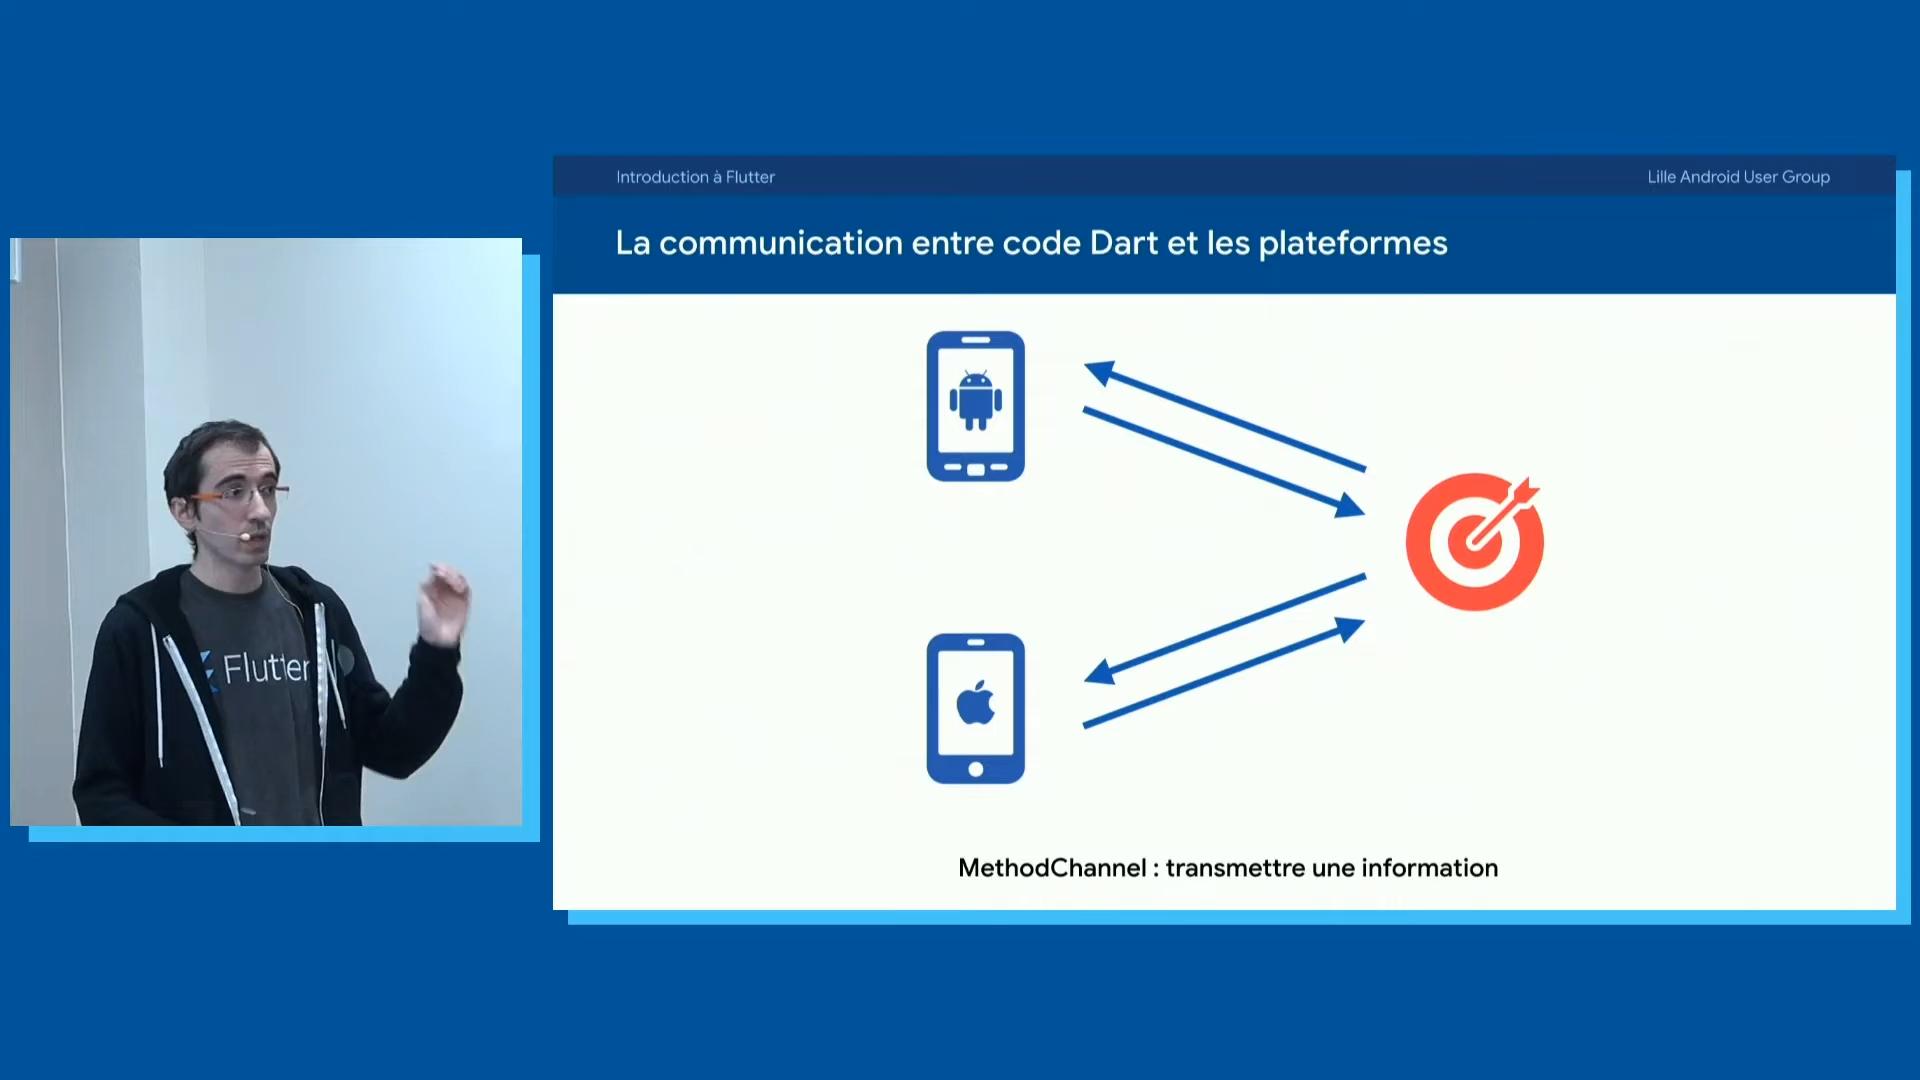 Introduction à Flutter
Lille Android User Group
La communication entre code Dart et les plateformes
Flutter
MethodChannel : transmettre une information